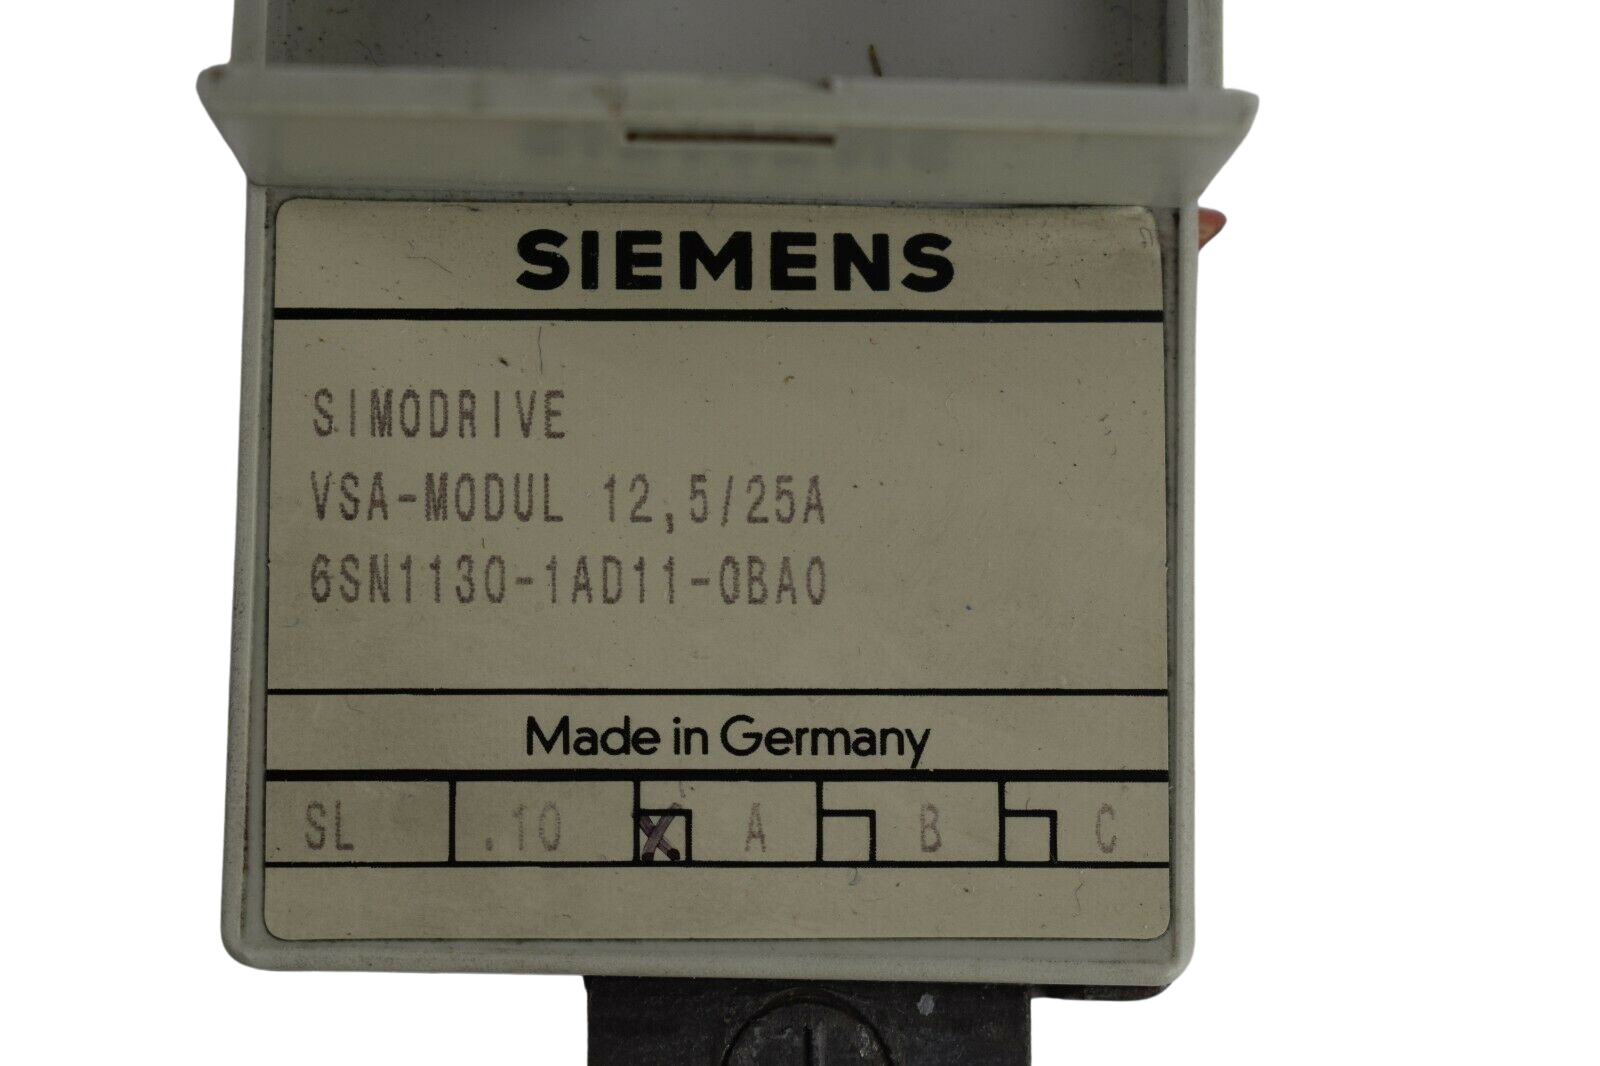 SIEMENS
SIMODRIVE
VSA-MODUL 12,5/25A
6SN1130-1AD11-0BA0
Made in Germany
SL .10 X A B C